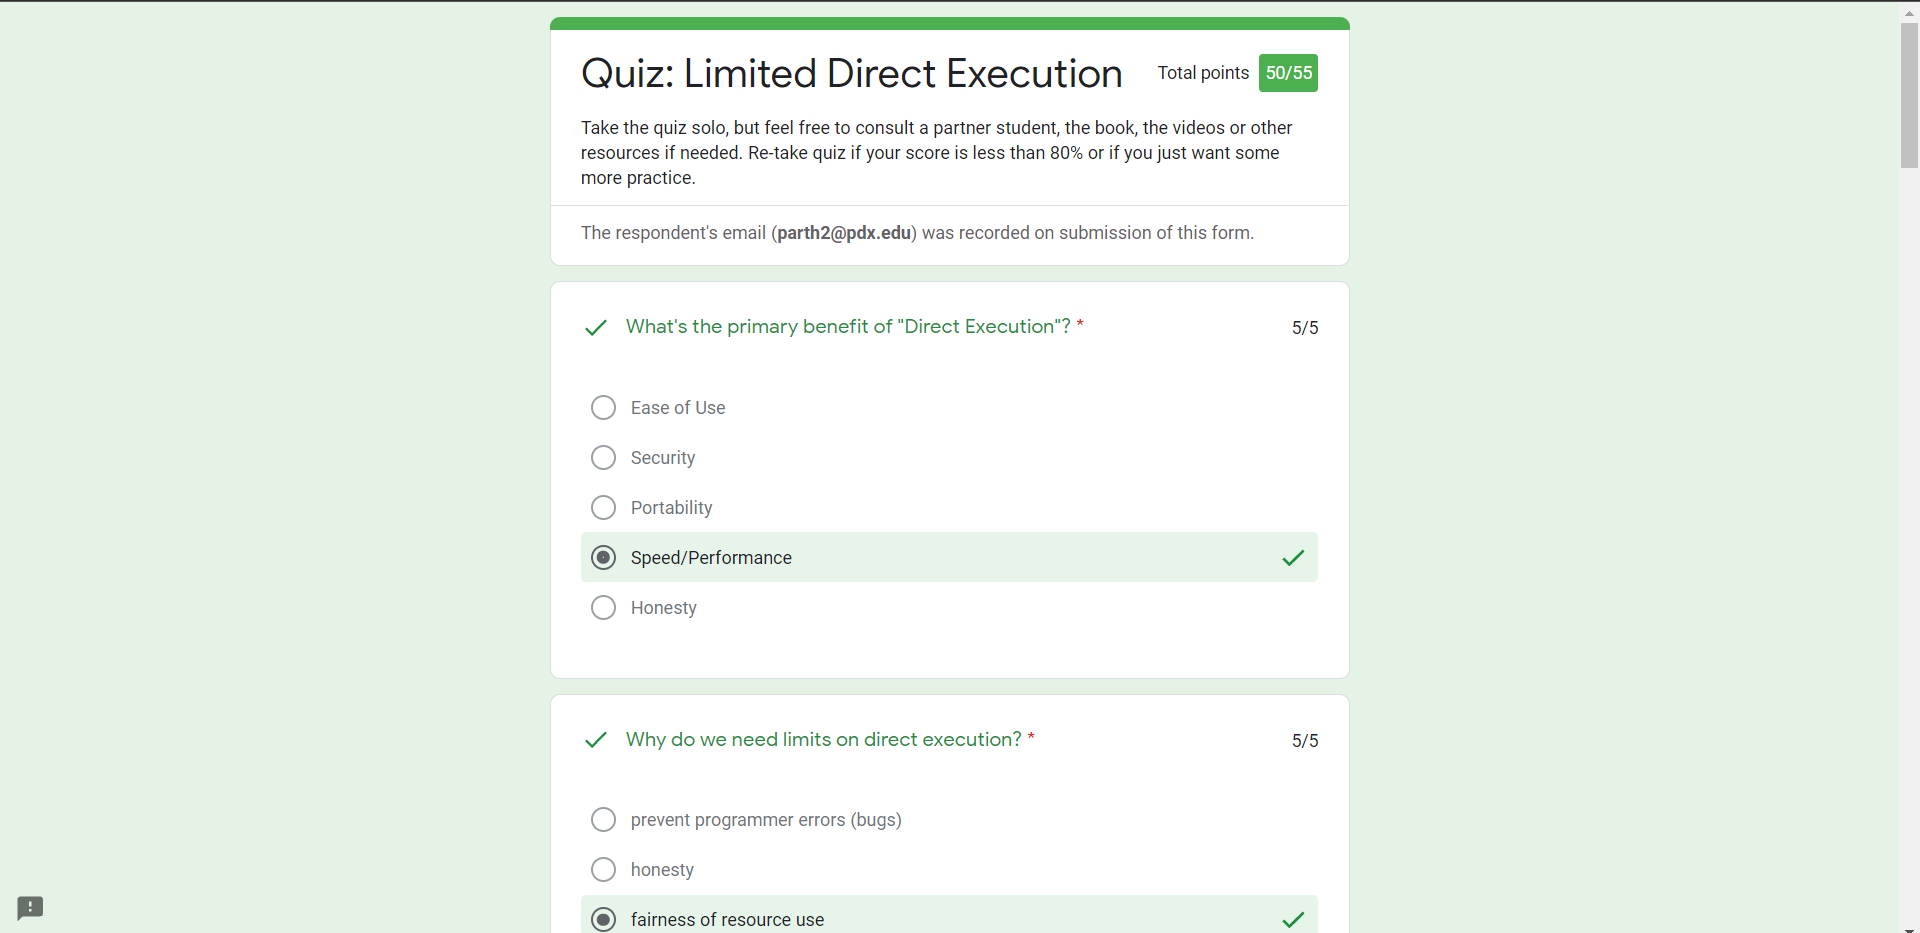 Quiz: Limited Direct Execution
Total points 50/55
Take the quiz solo, but feel free to consult a partner student, the book, the videos or other
resources if needed. Re-take quiz if your score is less than 80% or if you just want some
more practice.
The respondent's email (parth2@pdx.edu) was recorded on submission of this form.
What's the primary benefit of "Direct Execution"? *
5/5
Ease of Use
Security
Portability
Speed/Performance
Honesty
Why do we need limits on direct execution? *
5/5
prevent programmer errors (bugs)
honesty
fairness of resource use